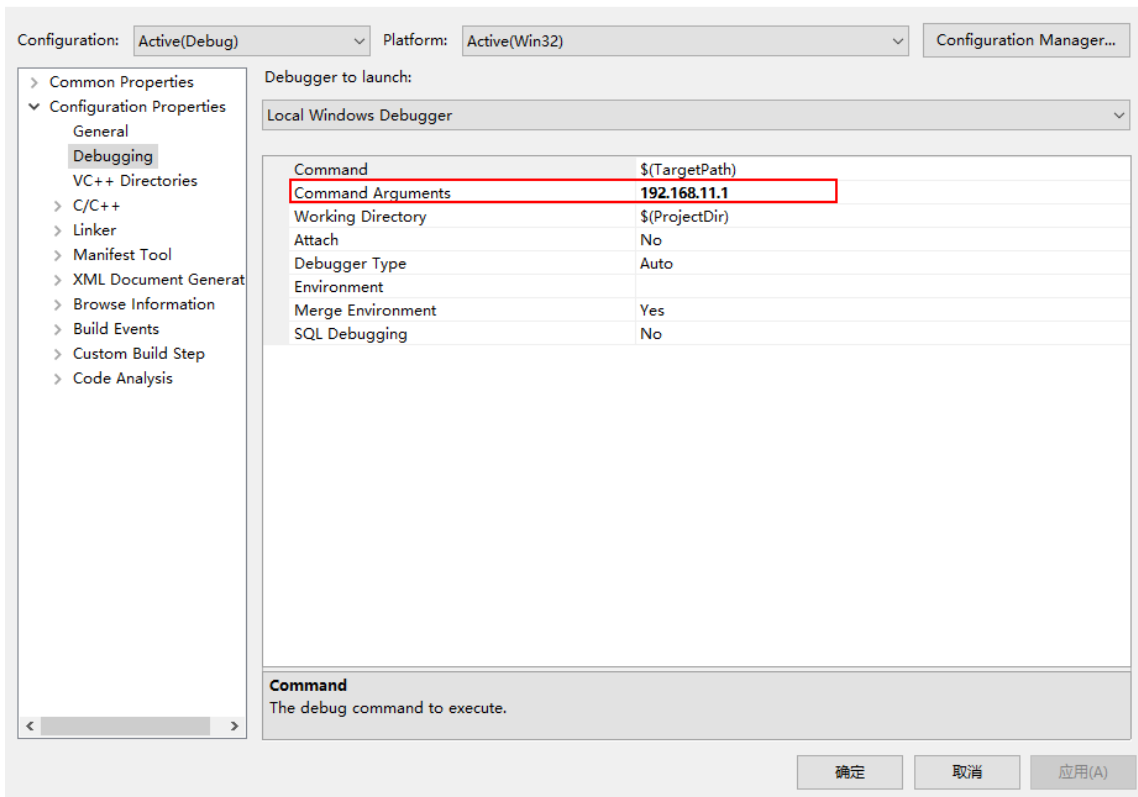 Configuration: Active(Debug) Platform: Active(Win32) Configuration Manager...
Common Properties
Configuration Properties
General
Debugging
VC++ Directories
C/C++
Linker
Manifest Tool
XML Document Generat
Browse Information
Build Events
Custom Build Step
Code Analysis
Debugger to launch:
Local Windows Debugger
Command $(TargetPath)
Command Arguments 192.168.11.1
Working Directory $(ProjectDir)
Attach No
Debugger Type Auto
Environment
Merge Environment Yes
SQL Debugging No
Command
The debug command to execute.
确定 取消 应用(A)